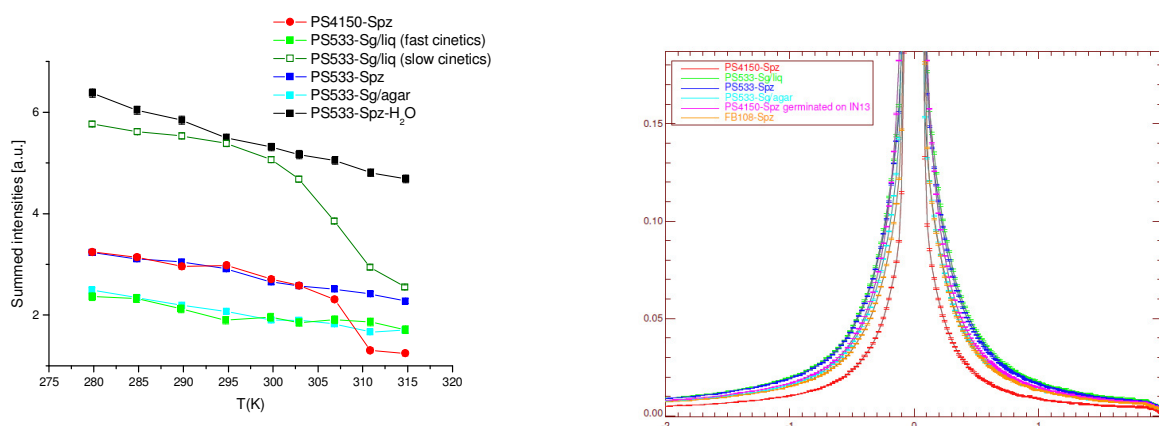 PS4150-Spz
PS533-Sg/liq (fast cinetics)
PS533-Sg/liq (slow cinetics)
PS533-Spz
PS533-Sg/agar
PS533-Spz-H2O
Summed intensities [a.u.]
6
4
2
275 280 285 290 295 300 305 310 315 320
T(K)
PS4150-Spz
PS533-Sg/liq
PS533-Spz
PS533-Sg/agar
PS4150-Spz germinated on IN13
FB108-Spz
0.15
0.10
0.05
0.00
-2 -1 0 1